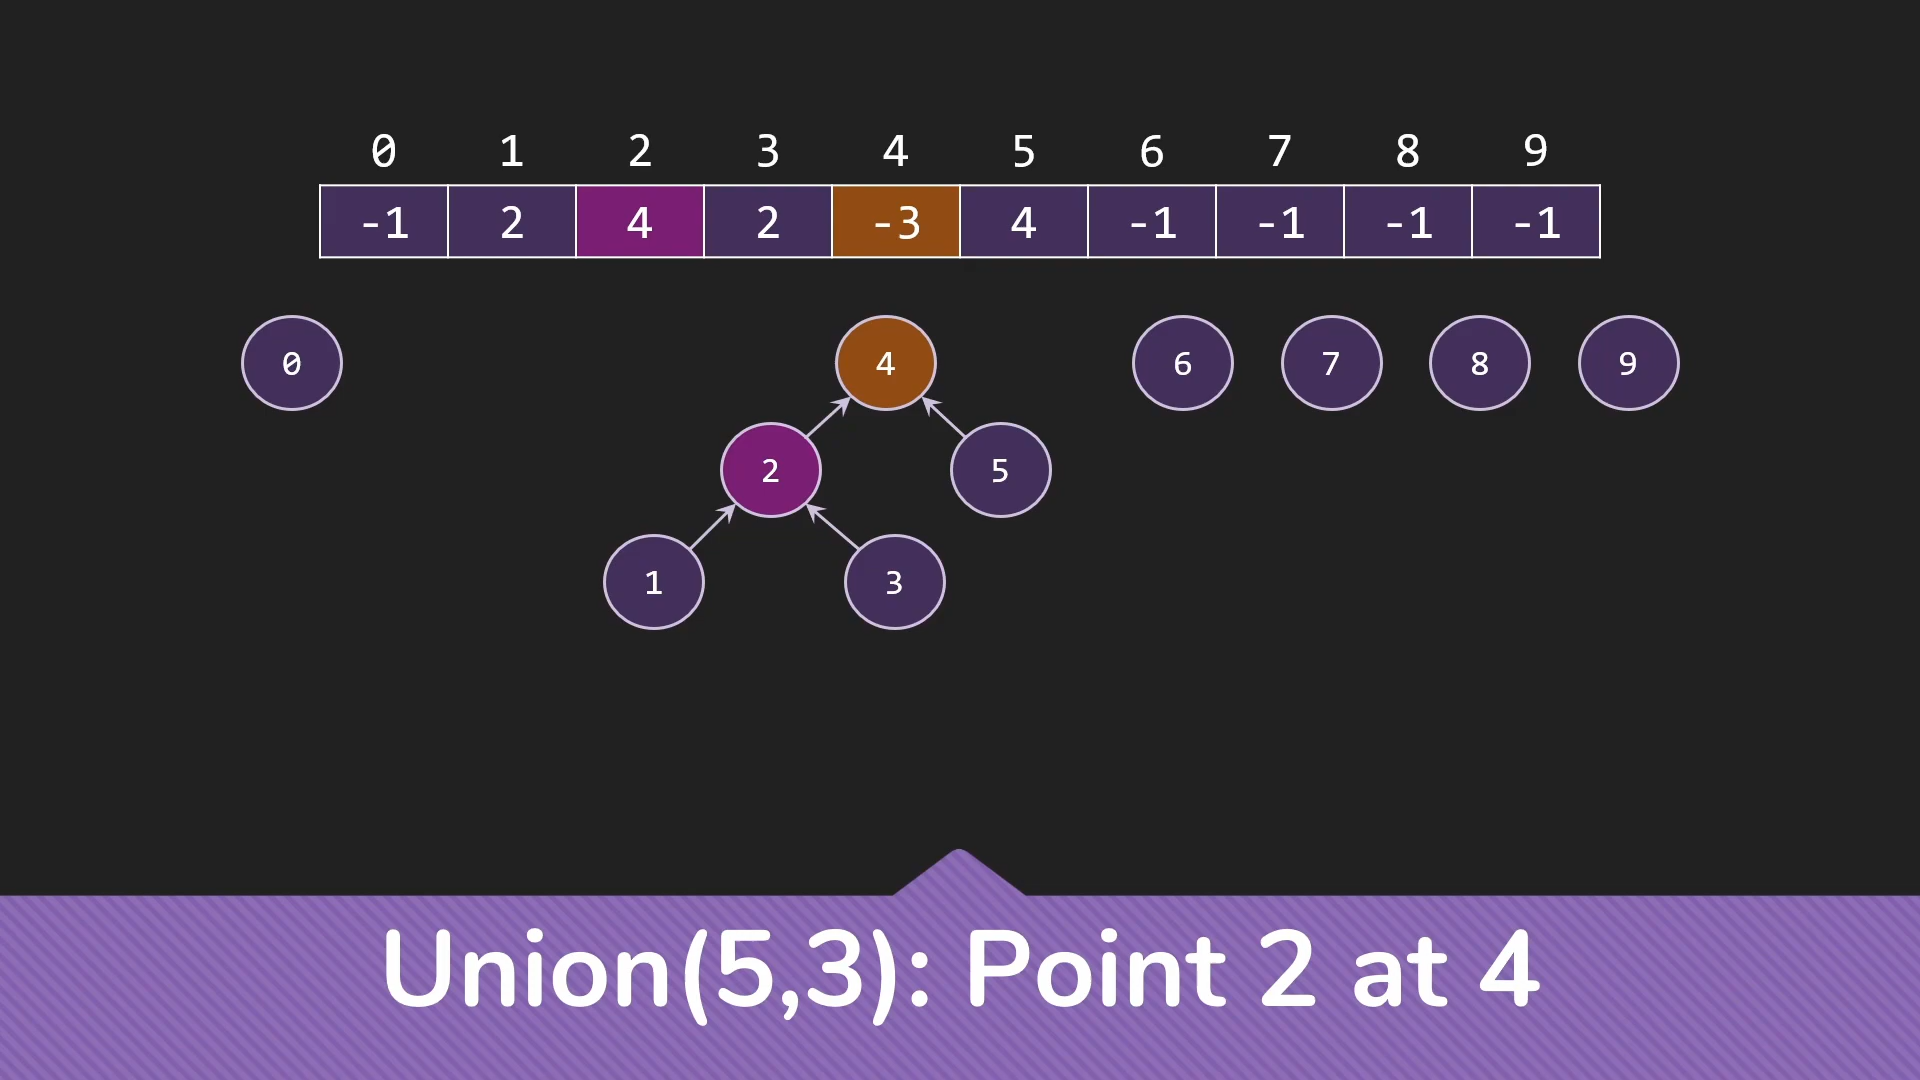 0 1 2 3 4 5 6 7 8 9
-1 2 4 2 -3 4 -1 -1 -1 -1
0 4 6 7 8 9
2 5
1 3
Union(5,3): Point 2 at 4